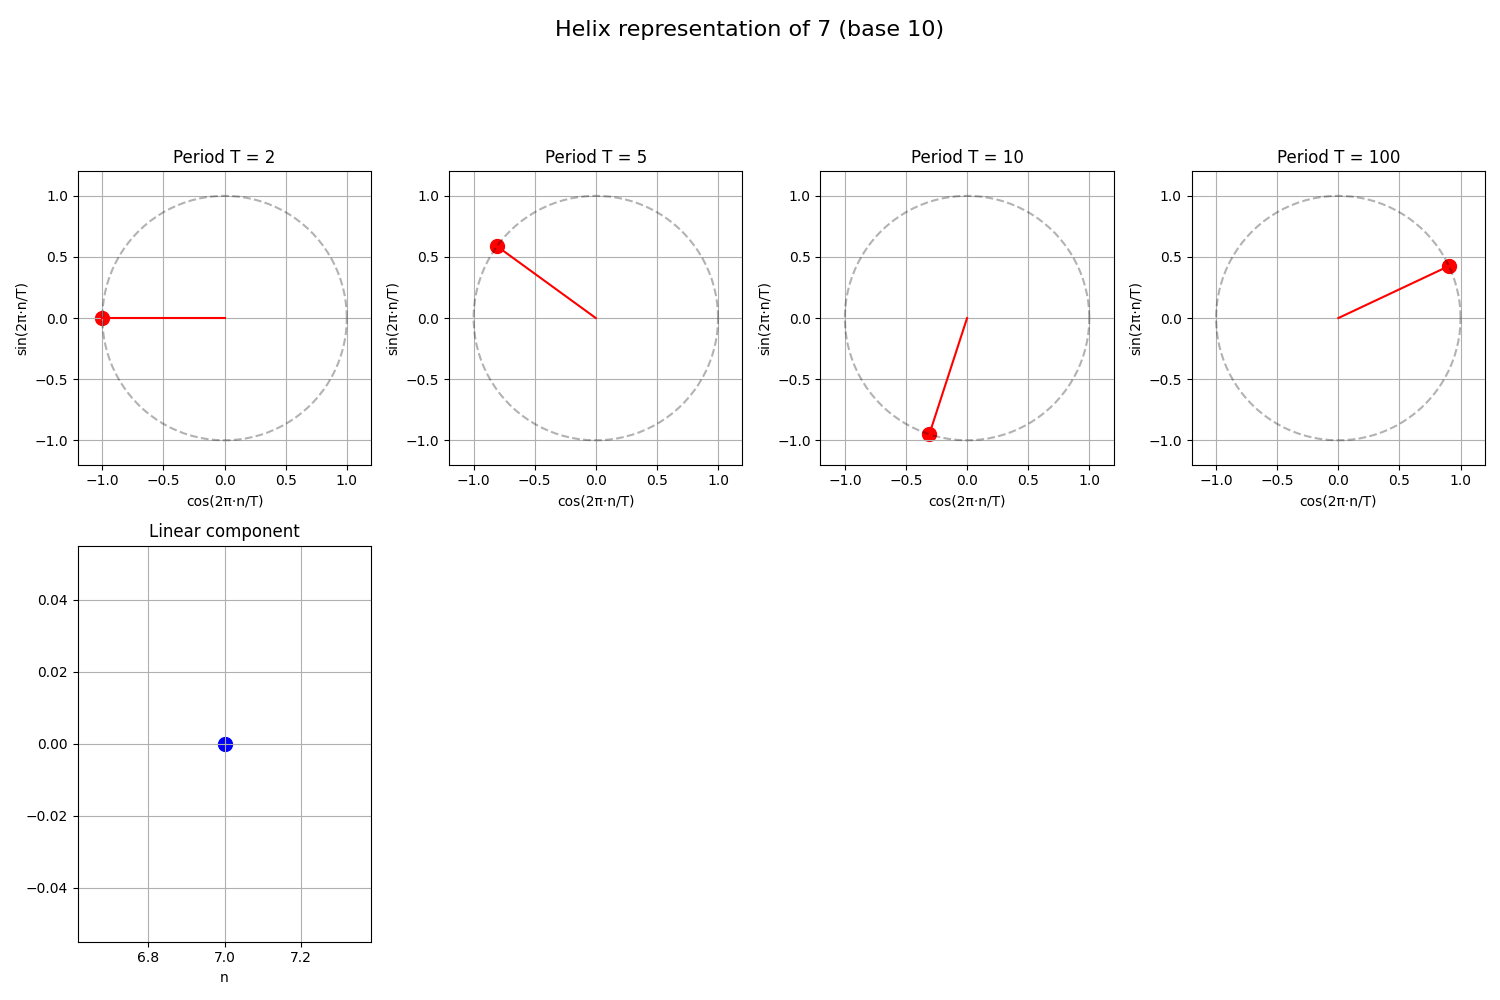 Helix representation of 7 (base 10)
Period T = 2
1.0
0.5
0.0
−0.5
−1.0
sin(2π·n/T)
−1.0 −0.5 0.0 0.5 1.0
cos(2π·n/T)
Period T = 5
1.0
0.5
0.0
−0.5
−1.0
sin(2π·n/T)
−1.0 −0.5 0.0 0.5 1.0
cos(2π·n/T)
Period T = 10
1.0
0.5
0.0
−0.5
−1.0
sin(2π·n/T)
−1.0 −0.5 0.0 0.5 1.0
cos(2π·n/T)
Period T = 100
1.0
0.5
0.0
−0.5
−1.0
sin(2π·n/T)
−1.0 −0.5 0.0 0.5 1.0
cos(2π·n/T)
Linear component
0.04
0.02
0.00
−0.02
−0.04
6.8 7.0 7.2
n